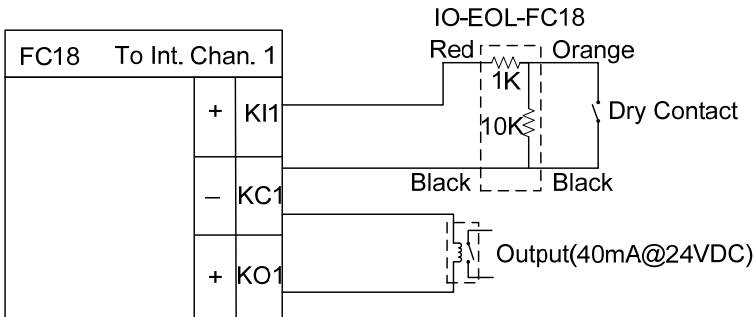 IO-EOL-FC18
FC18 To Int. Chan. 1
Red Orange
1K
+ KI1
10K
Dry Contact
Black Black
– KC1
Output(40mA@24VDC)
+ KO1